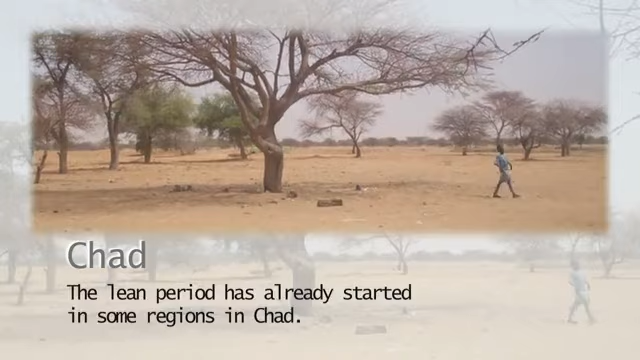 Chad
The lean period has already started
in some regions in Chad.